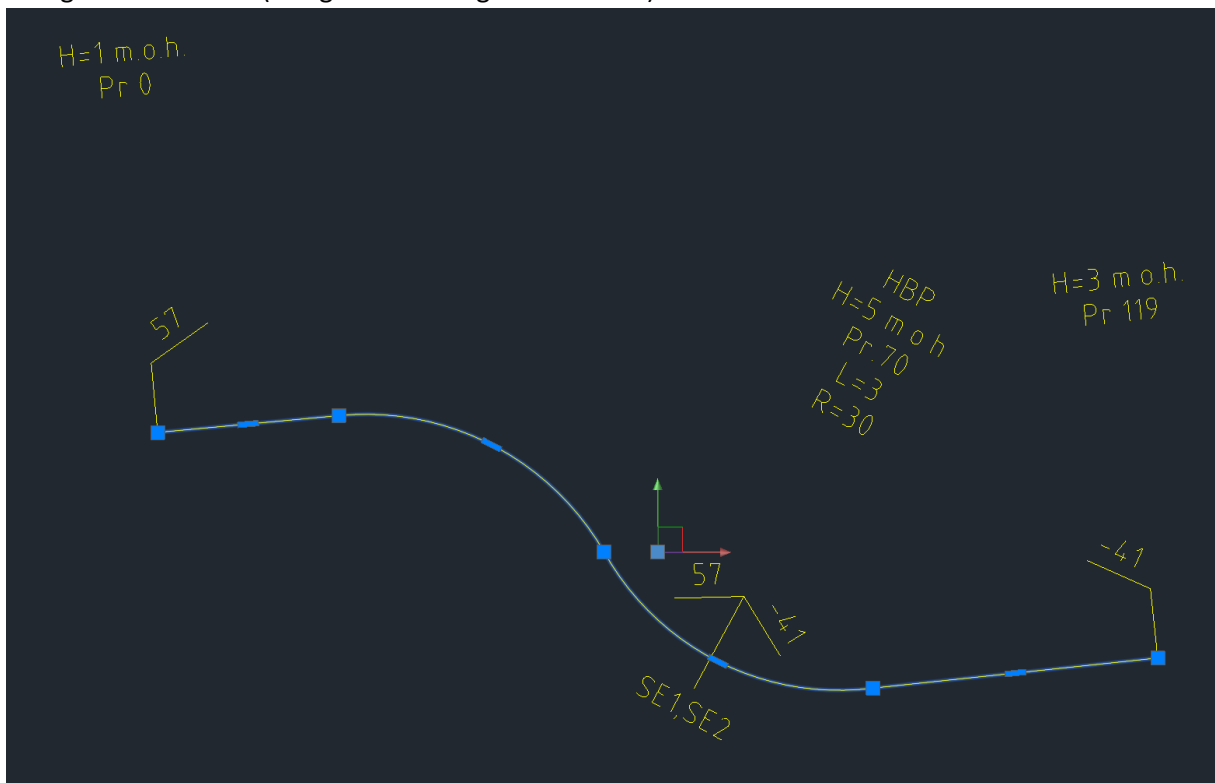 H=1 m.o.h.
Pr 0
57
HBP
H=5 m o h
Pr.70
L=3
R=30
H=3 m o.h.
Pr 119
57
-41
SE1,SE2
-41